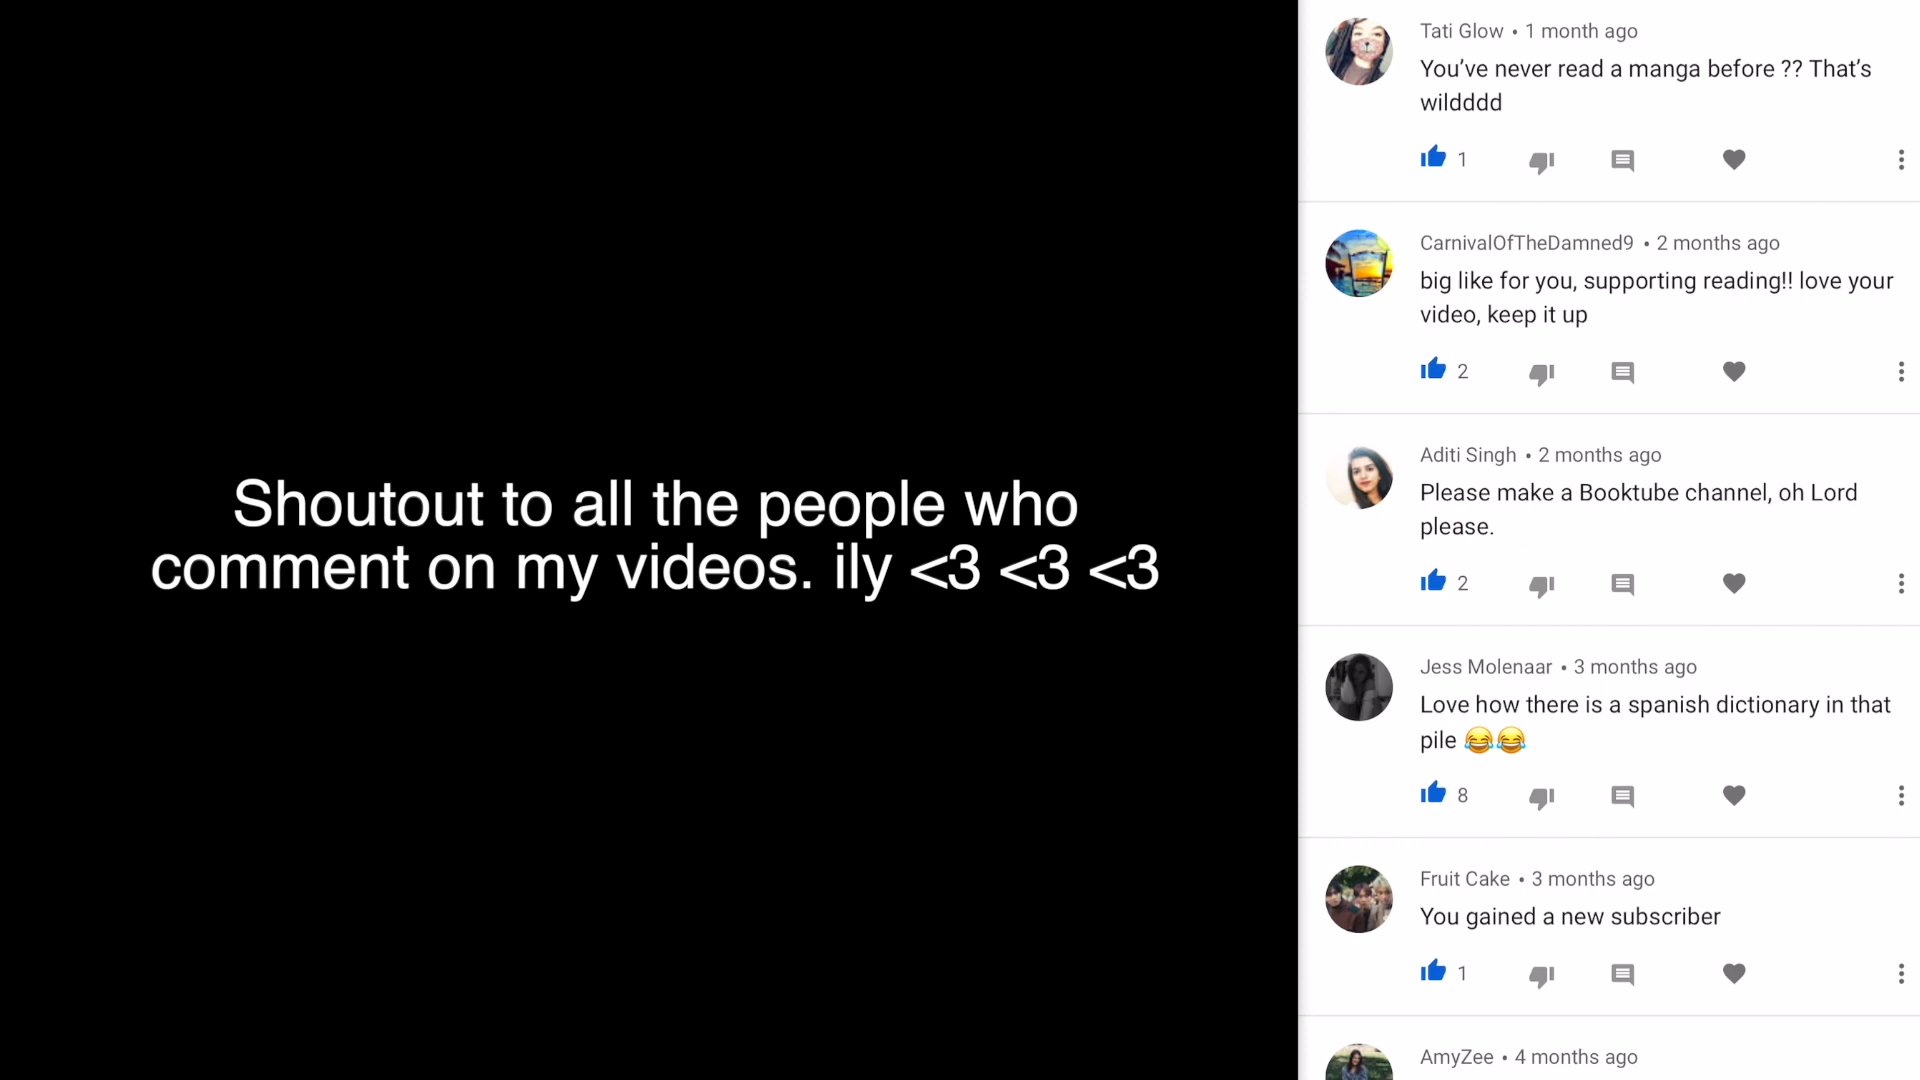 Shoutout to all the people who
comment on my videos. ily <3 <3 <3
Tati Glow • 1 month ago
You’ve never read a manga before ?? That’s
wildddd
1
CarnivalOfTheDamned9 • 2 months ago
big like for you, supporting reading!! love your
video, keep it up
2
Aditi Singh • 2 months ago
Please make a Booktube channel, oh Lord
please.
2
Jess Molenaar • 3 months ago
Love how there is a spanish dictionary in that
pile 😂😂
8
Fruit Cake • 3 months ago
You gained a new subscriber
1
AmyZee • 4 months ago